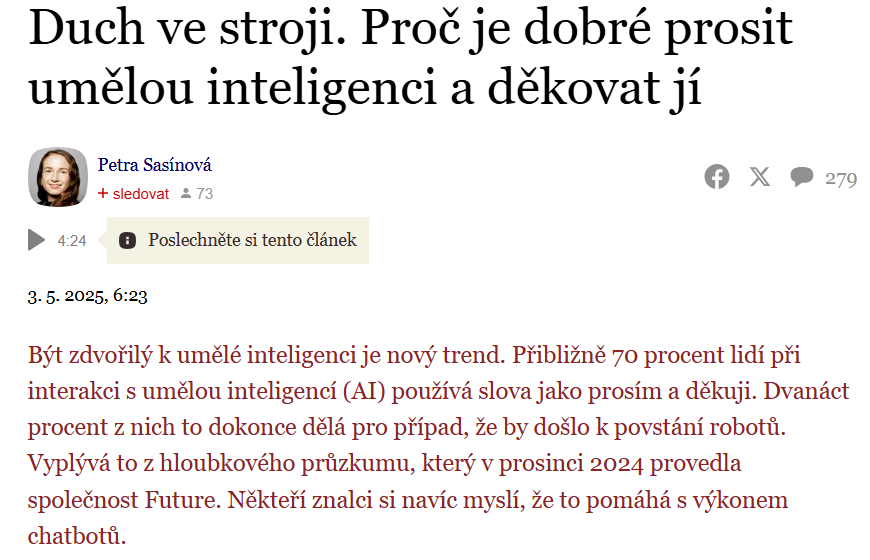 Duch ve stroji. Proč je dobré prosit
umělou inteligenci a děkovat jí
Petra Sasínová
+ sledovat 73
279
4:24 Poslechněte si tento článek
3. 5. 2025, 6:23
Být zdvořilý k umělé inteligenci je nový trend. Přibližně 70 procent lidí při
interakci s umělou inteligencí (AI) používá slova jako prosím a děkuji. Dvanáct
procent z nich to dokonce dělá pro případ, že by došlo k povstání robotů.
Vyplývá to z hloubkového průzkumu, který v prosinci 2024 provedla
společnost Future. Někteří znalci si navíc myslí, že to pomáhá s výkonem
chatbotů.